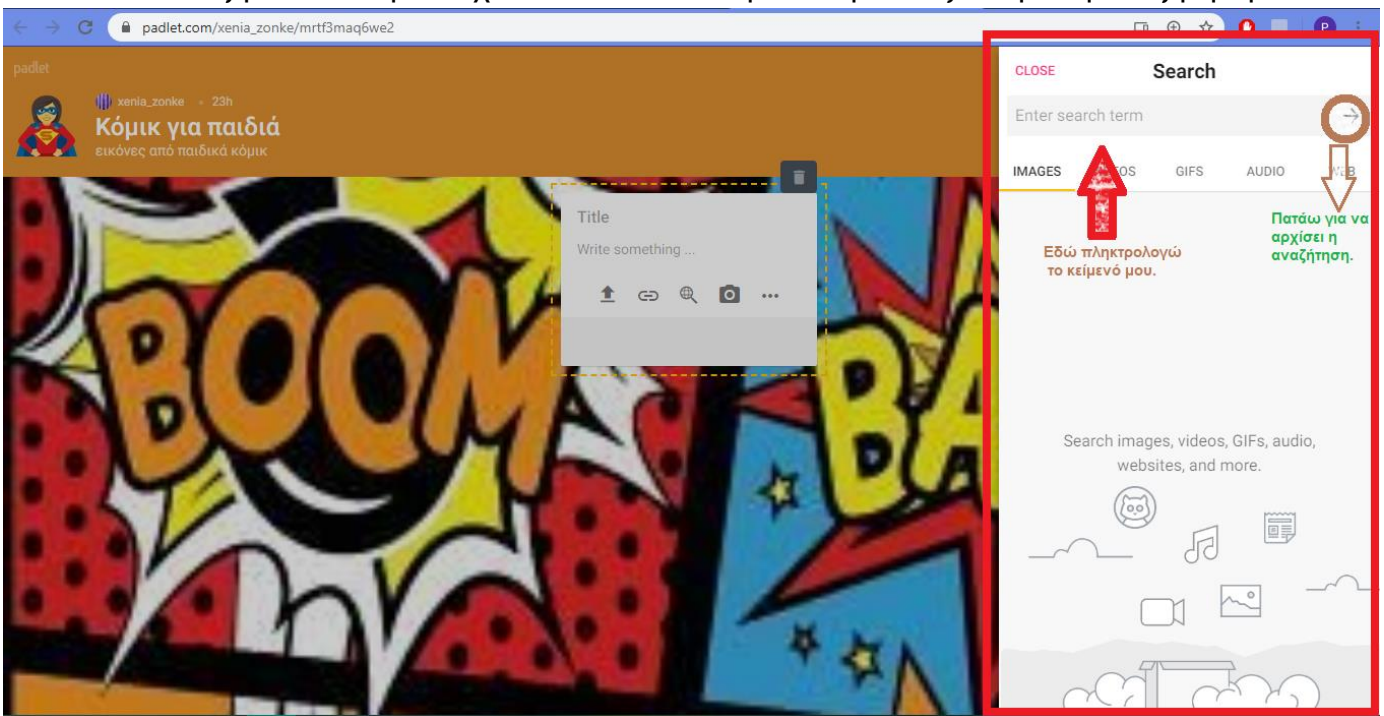 padlet.com/xenia_zonke/mrtf3maq6we2
P
padlet
xenia_zonke • 23h
Κόμικ για παιδιά
εικόνες από παιδικά κόμικ
BOOM
BA
Title
Write something ...
CLOSE
Search
Enter search term
IMAGES
GIFS
AUDIO
Εδώ πληκτρολογώ
το κείμενό μου.
Πατάω για να
αρχίσει η
αναζήτηση.
Search images, videos, GIFs, audio,
websites, and more.